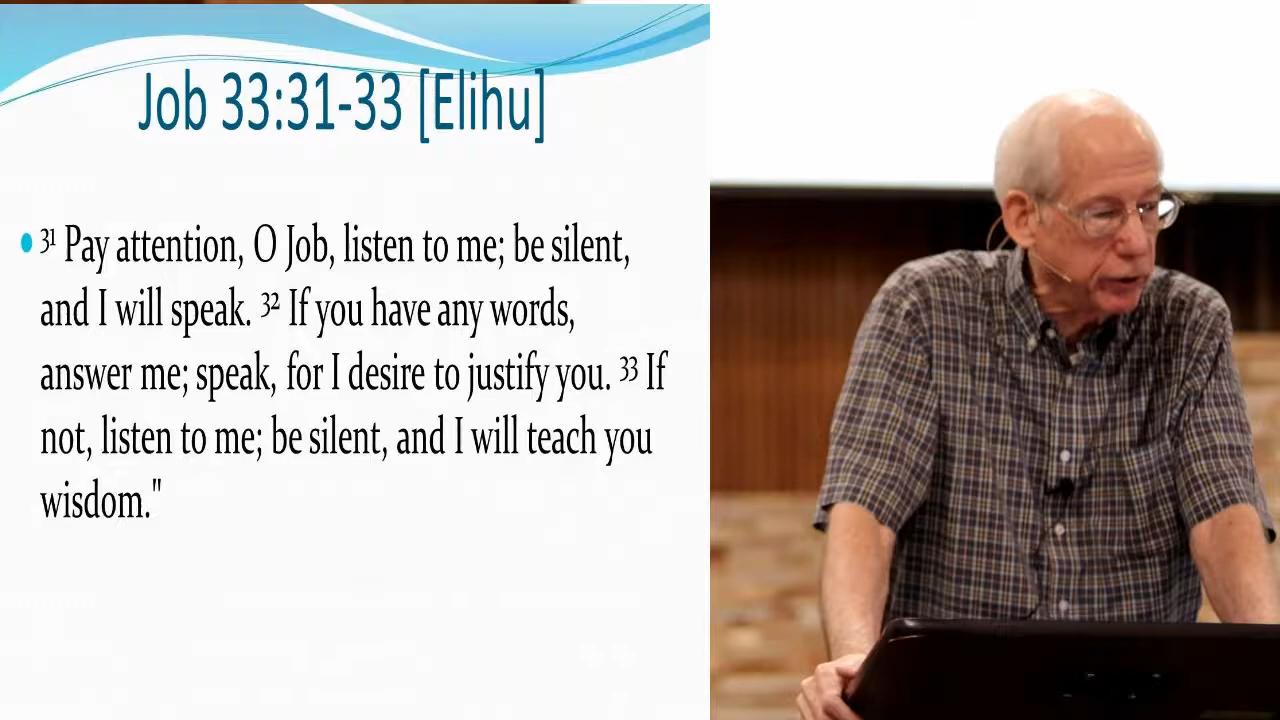 Job 33:31-33 [Elihu]
• ³¹ Pay attention, O Job, listen to me; be silent,
and I will speak. ³² If you have any words,
answer me; speak, for I desire to justify you. ³³ If
not, listen to me; be silent, and I will teach you
wisdom."